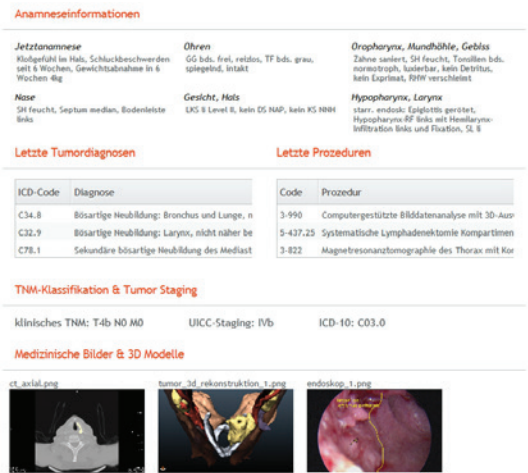 Anamneseinformationen
Jetztanamnese
Kloßgefühl im Hals, Schluckbeschwerden
seit 6 Wochen, Gewichtsabnahme in 6
Wochen 4kg
Ohren
GG bds. frei, reizlos, TF bds. grau,
spiegelnd, intakt
Oropharynx, Mundhöhle, Gebiss
Zähne saniert, SH feucht, Tonsillen bds.
normotroph, luxierbar, kein Detritus,
kein Exprimat, RHW verschleimt
Nase
SH feucht, Septum median, Bodenleiste
links
Gesicht, Hals
LKS li Level II, kein DS NAP, kein KS NNH
Hypopharynx, Larynx
starr. endosk: Epiglottis gerötet,
Hypopharynx-RF links mit Hemilarynx-
Infiltration links und Fixation, SL li
Letzte Tumordiagnosen
ICD-Code Diagnose
C34.8 Bösartige Neubildung: Bronchus und Lunge, n
C32.9 Bösartige Neubildung: Larynx, nicht näher be
C78.1 Sekundäre bösartige Neubildung des Mediast
Letzte Prozeduren
Code Prozedur
3-990 Computergestützte Bilddatenanalyse mit 3D-Aus
5-437.25 Systematische Lymphadenektomie Kompartimen
3-822 Magnetresonanztomographie des Thorax mit Kor
TNM-Klassifikation & Tumor Staging
klinisches TNM: T4b N0 M0 UICC-Staging: IVb ICD-10: C03.0
Medizinische Bilder & 3D Modelle
ct_axial.png tumor_3d_rekonstruktion_1.png endoskop_1.png